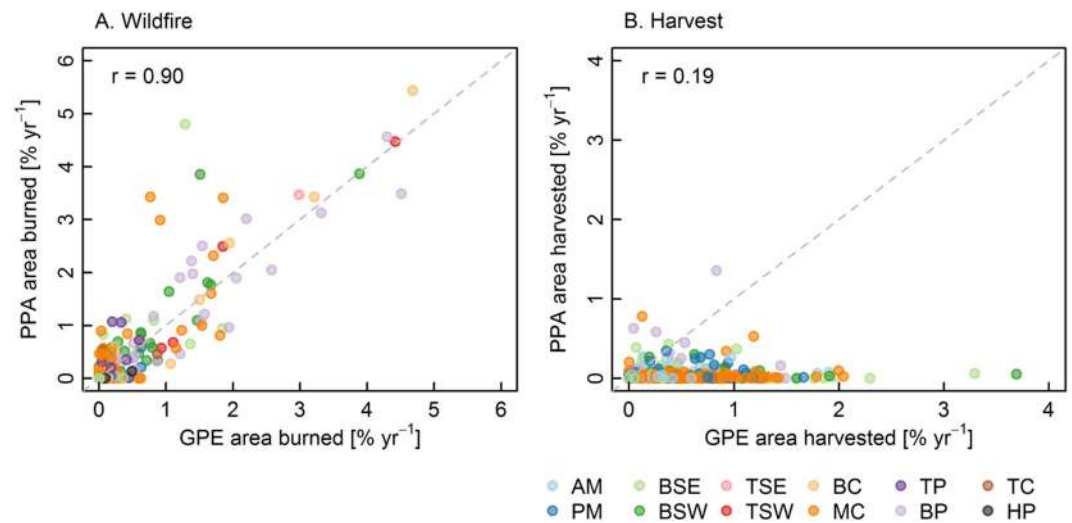 A. Wildfire
B. Harvest
r = 0.90
r = 0.19
PPA area burned [% yr⁻¹]
6
5
4
3
2
1
0
0 1 2 3 4 5 6
GPE area burned [% yr⁻¹]
PPA area harvested [% yr⁻¹]
4
3
2
1
0
0 1 2 3 4
GPE area harvested [% yr⁻¹]
AM BSE TSE BC TP TC
PM BSW TSW MC BP HP